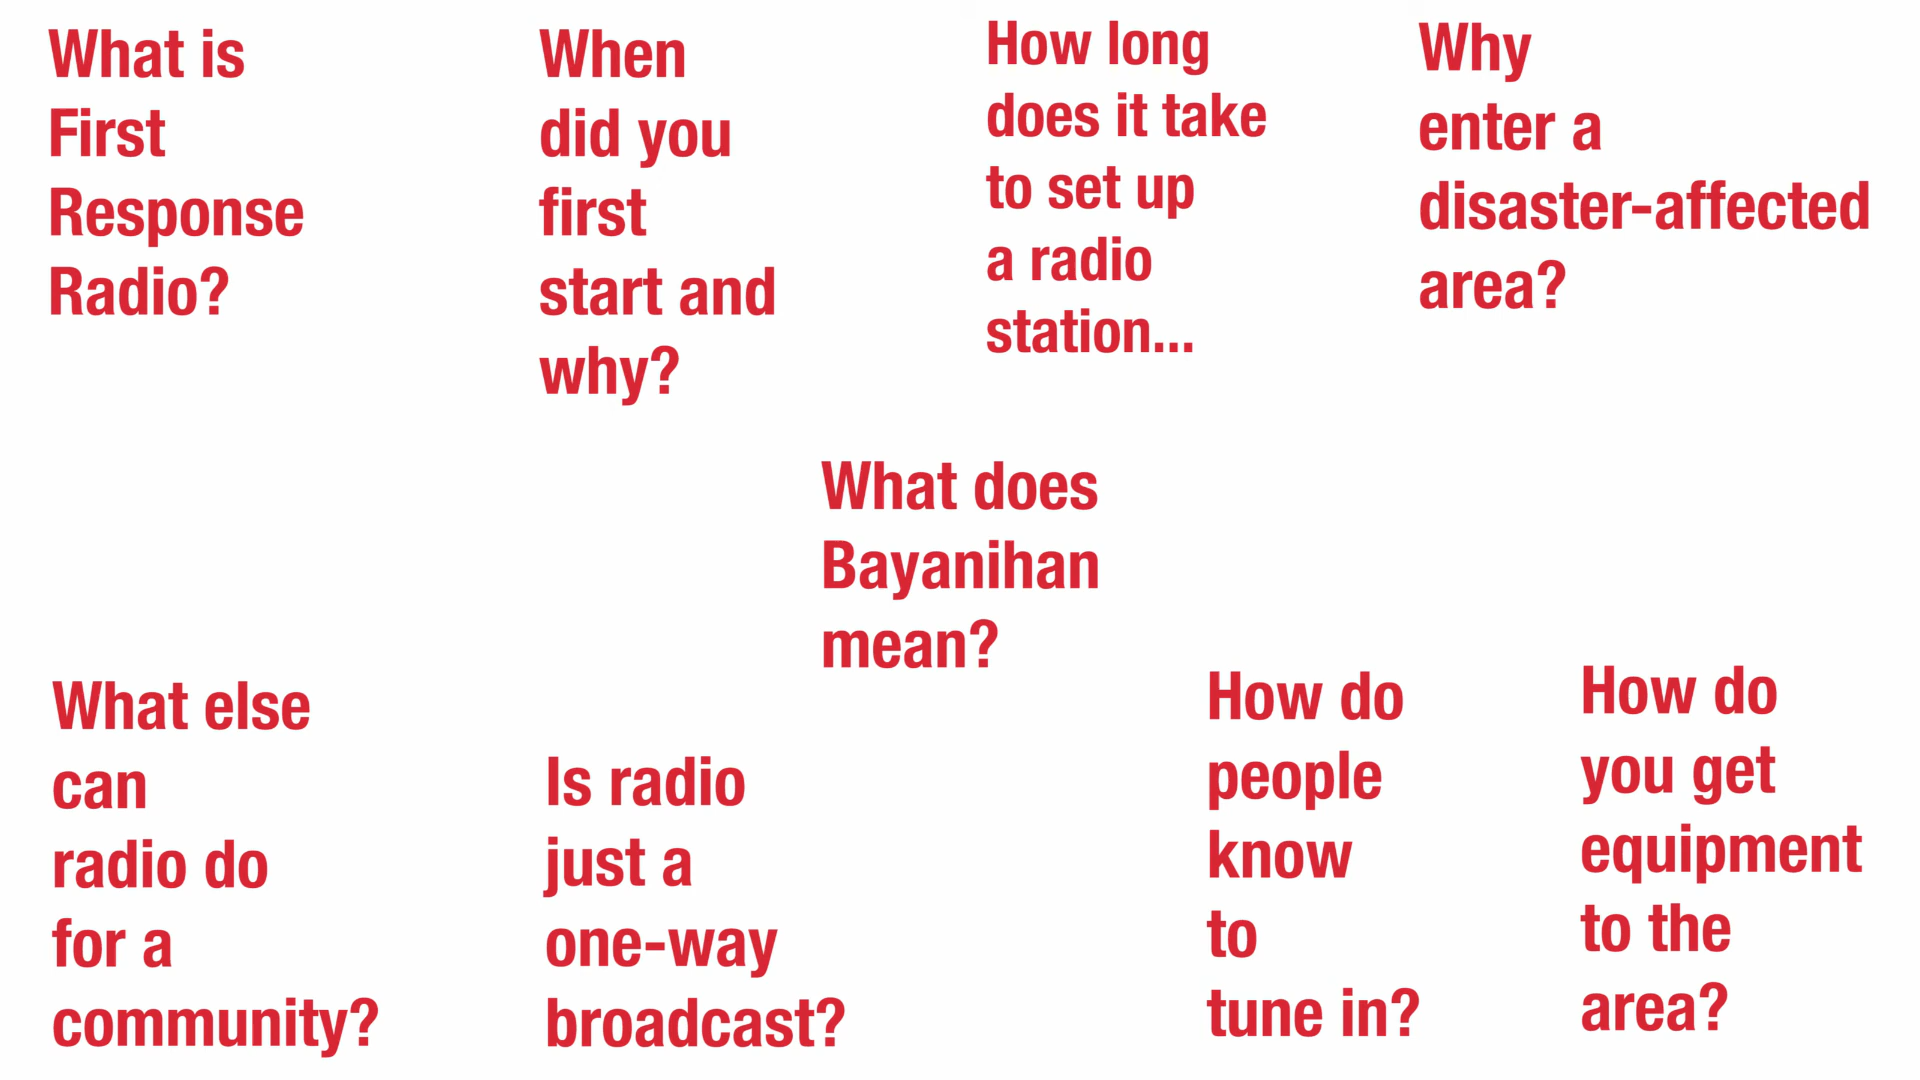 What is
First
Response
Radio?
When
did you
first
start and
why?
How long
does it take
to set up
a radio
station...
Why
enter a
disaster-affected
area?
What does
Bayanihan
mean?
What else
can
radio do
for a
community?
Is radio
just a
one-way
broadcast?
How do
people
know
to
tune in?
How do
you get
equipment
to the
area?